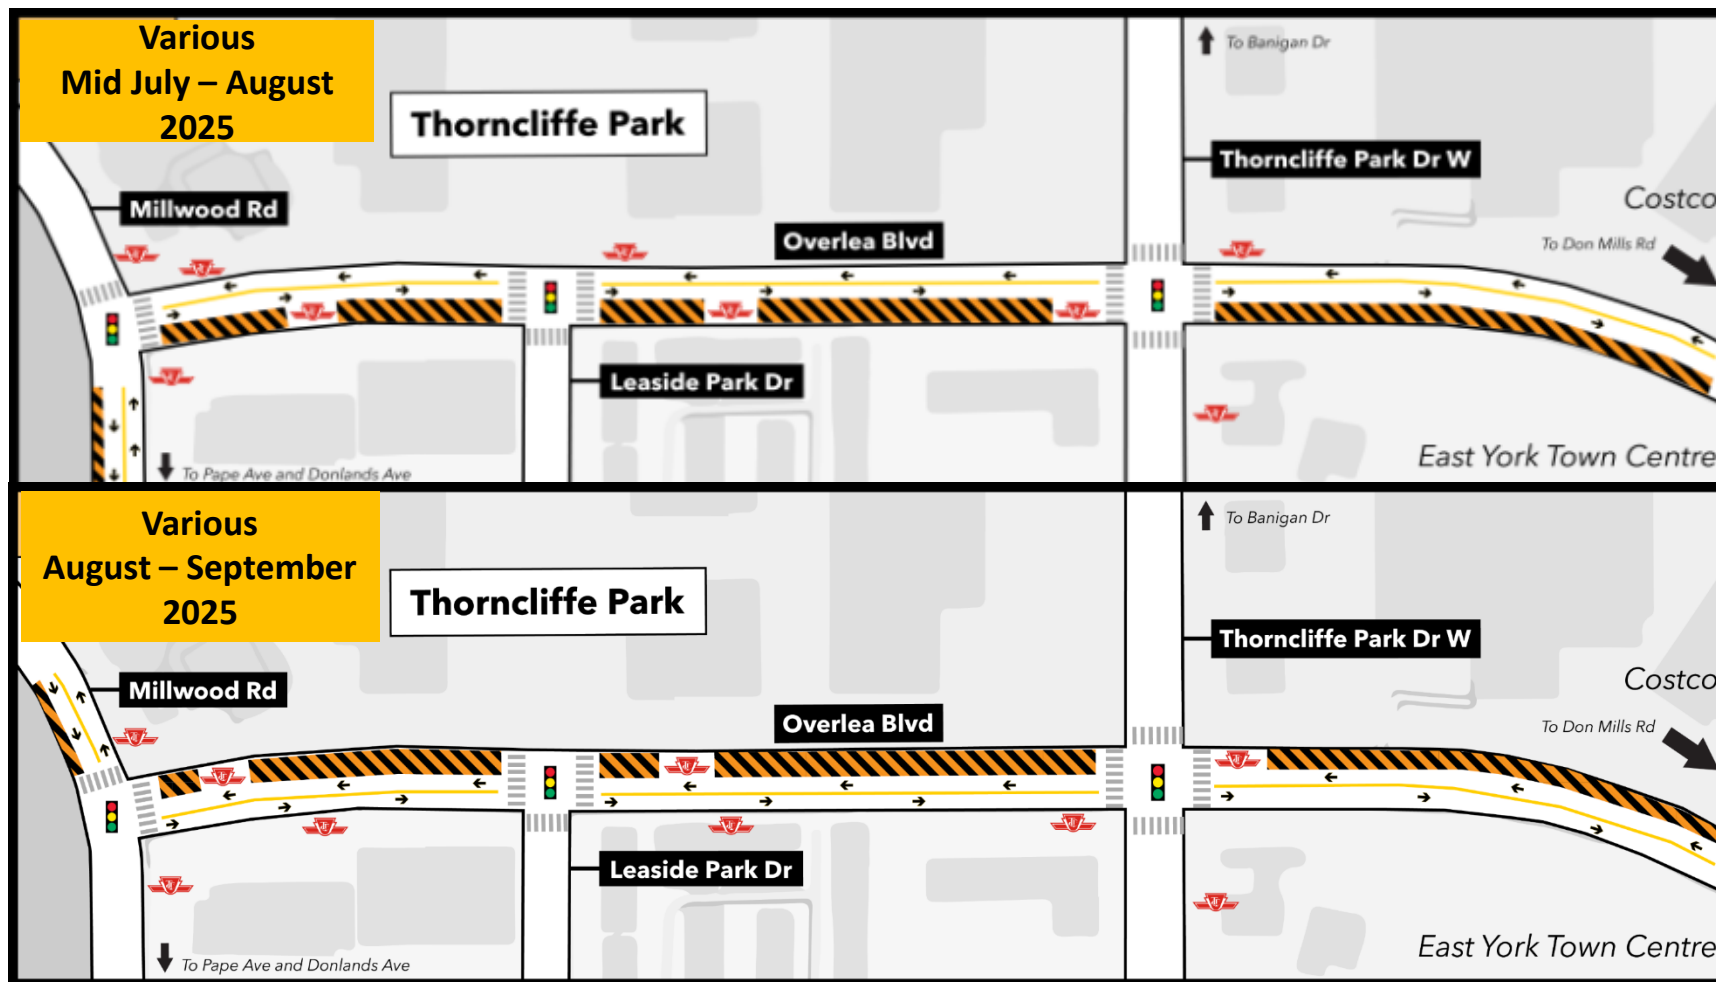 Various
Mid July – August
2025
Thorncliffe Park
To Banigan Dr
Thorncliffe Park Dr W
Millwood Rd
Costco
Overlea Blvd
To Don Mills Rd
Leaside Park Dr
East York Town Centre
To Pape Ave and Donlands Ave
Various
August – September
2025
To Banigan Dr
Thorncliffe Park
Thorncliffe Park Dr W
Millwood Rd
Costco
Overlea Blvd
To Don Mills Rd
Leaside Park Dr
East York Town Centre
To Pape Ave and Donlands Ave